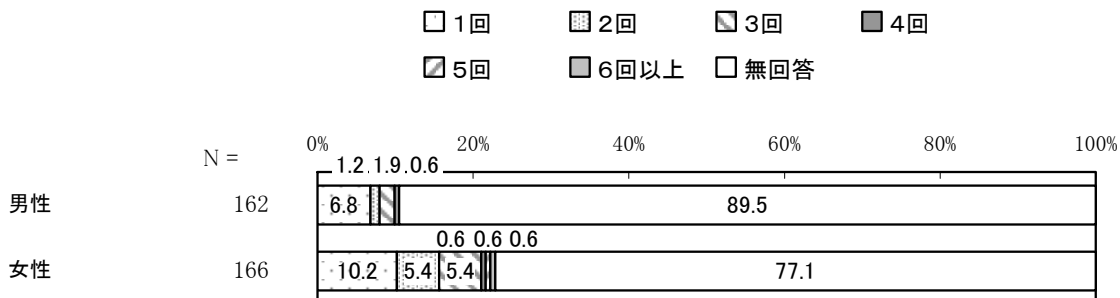 1回 2回 3回 4回
5回 6回以上 無回答
0% 20% 40% 60% 80% 100%
N =
1.2 1.9 0.6
男性 162 6.8 89.5
0.6 0.6 0.6
女性 166 10.2 5.4 5.4 77.1